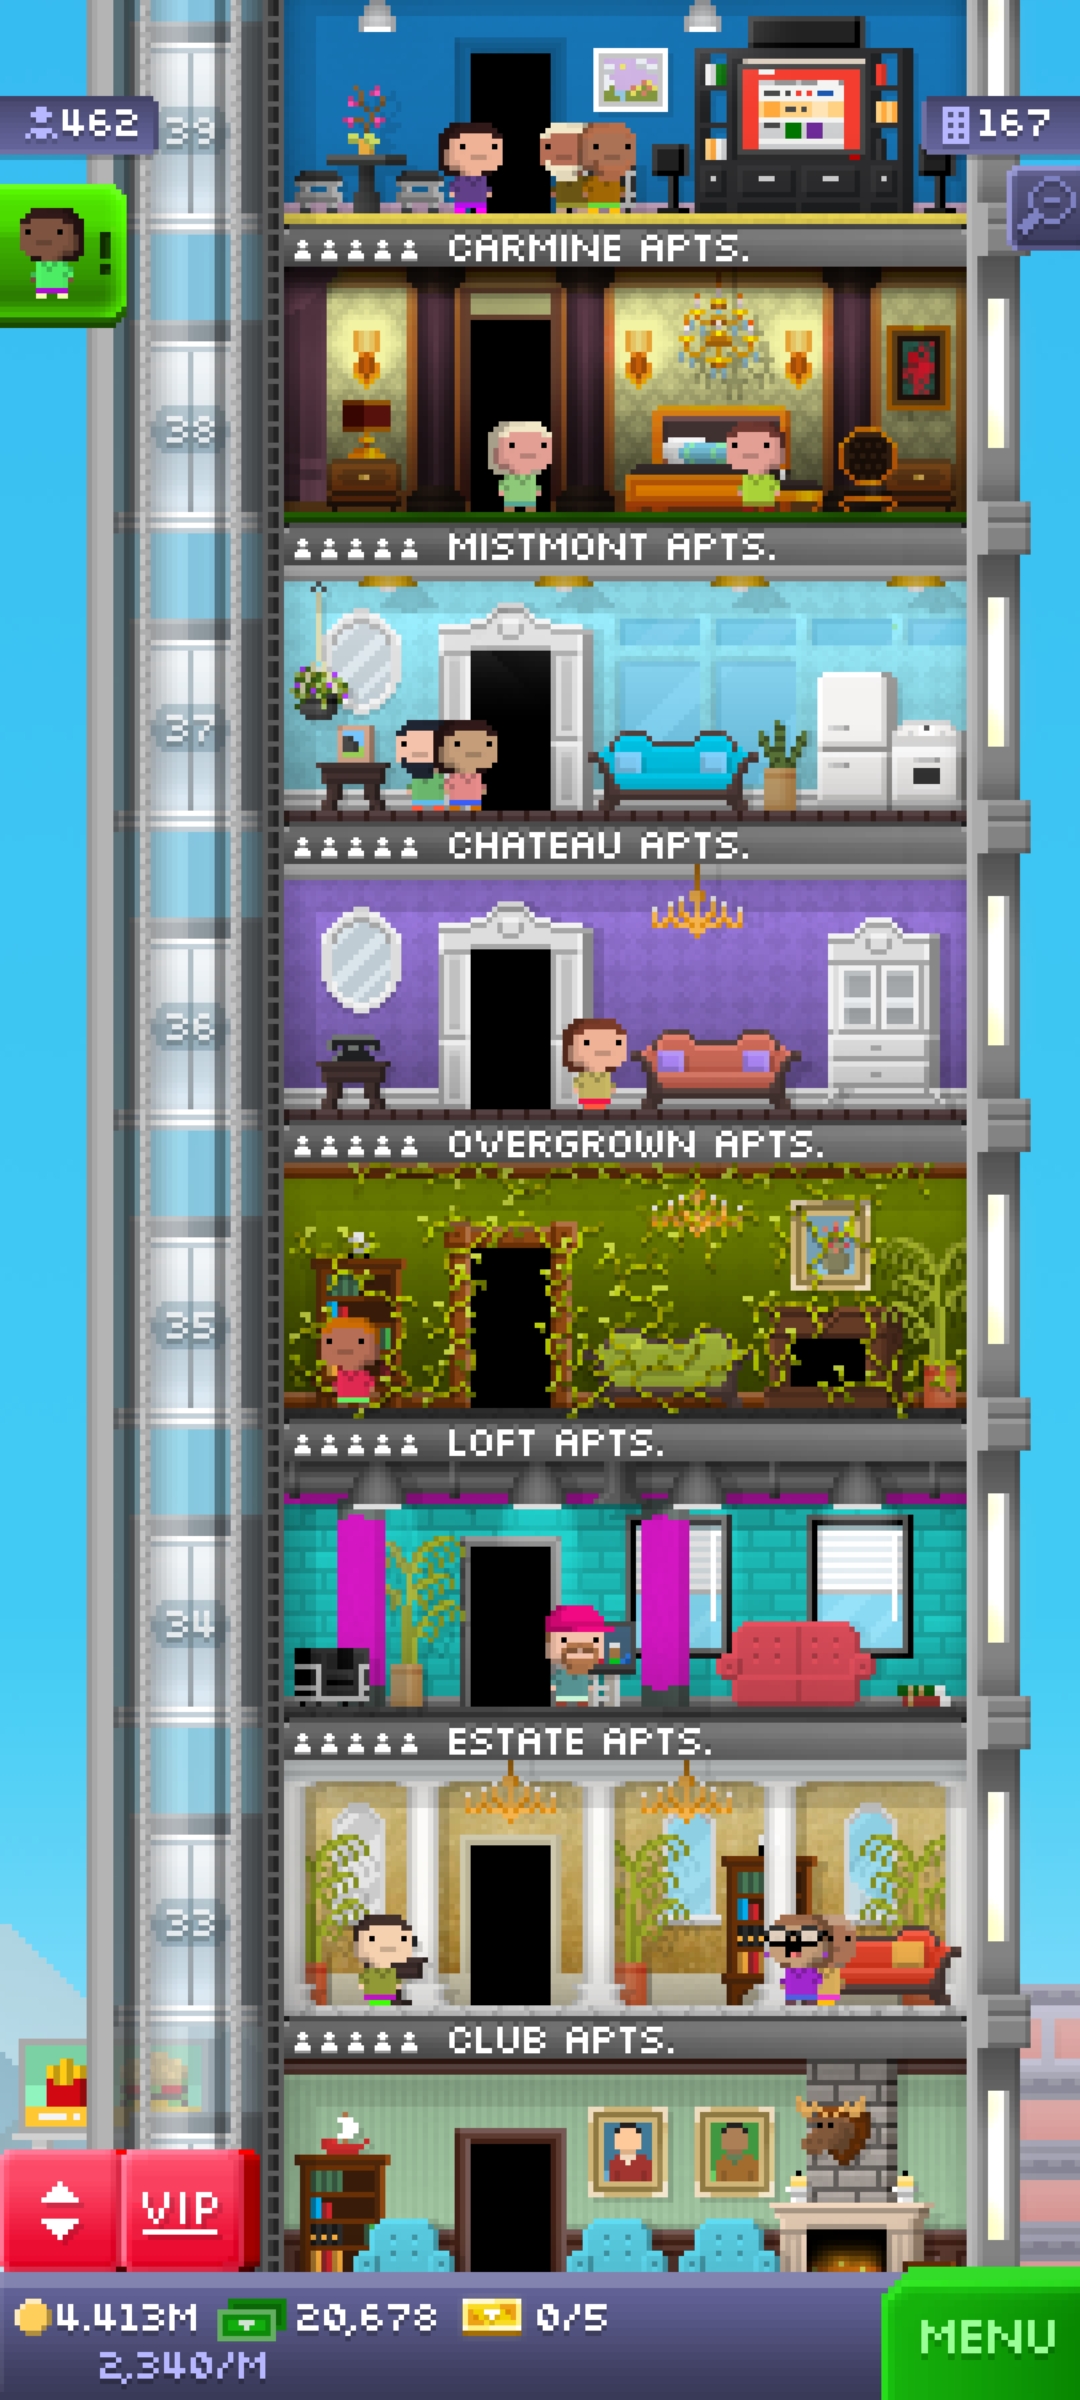 462
39
167
!
CARMINE APTS.
38
MISTMONT APTS.
37
CHATEAU APTS.
36
OVERGROWN APTS.
35
LOFT APTS.
34
ESTATE APTS.
33
CLUB APTS.
VIP
4.413M 20,678 0/5
2,340/M
MENU